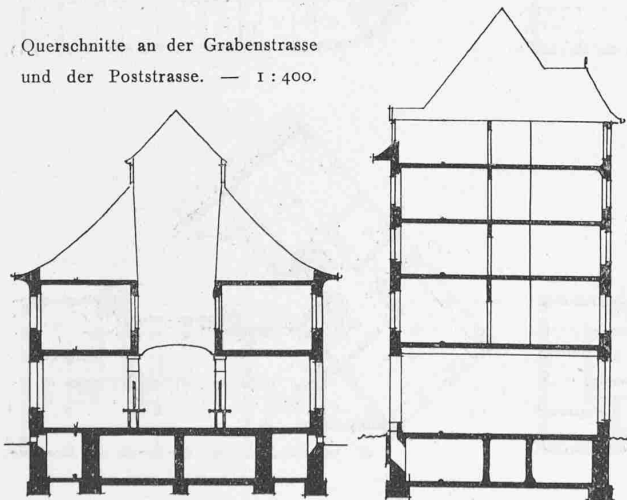 Querschnitte an der Grabenstrasse
und der Poststrasse. — 1 : 400.